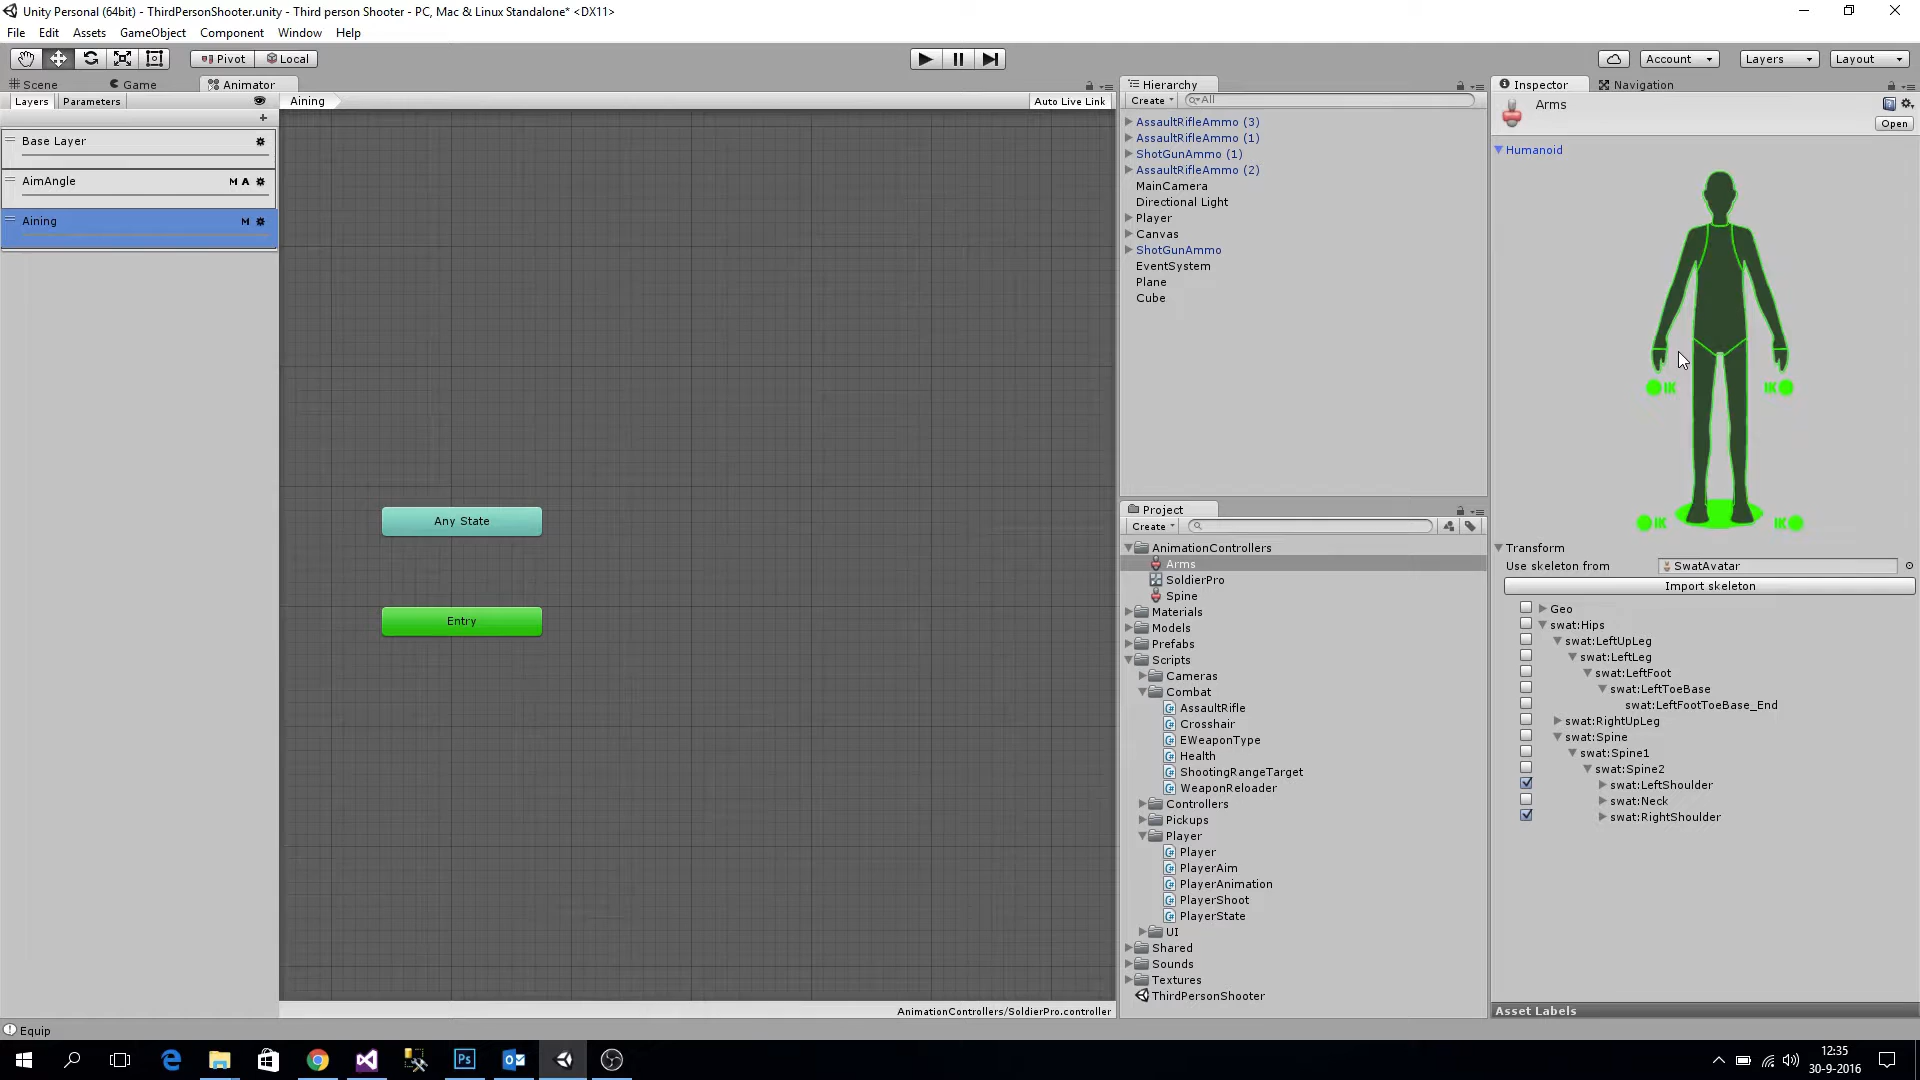 Unity Personal (64bit) - ThirdPersonShooter.unity - Third person Shooter - PC, Mac & Linux Standalone* <DX11>
File Edit Assets GameObject Component Window Help
Pivot Local Account Layers Layout
Scene Game Animator
Layers Parameters
Aining Auto Live Link
Base Layer
AimAngle M A
Aining M
Any State
Entry
AnimationControllers/SoldierPro.controller
Hierarchy
Create All
AssaultRifleAmmo (3)
AssaultRifleAmmo (1)
ShotGunAmmo (1)
AssaultRifleAmmo (2)
MainCamera
Directional Light
Player
Canvas
ShotGunAmmo
EventSystem
Plane
Cube
Project
Create
AnimationControllers
Arms
SoldierPro
Spine
Materials
Models
Prefabs
Scripts
Cameras
Combat
AssaultRifle
Crosshair
EWeaponType
Health
ShootingRangeTarget
WeaponReloader
Controllers
Pickups
Player
Player
PlayerAim
PlayerAnimation
PlayerShoot
PlayerState
UI
Shared
Sounds
Textures
ThirdPersonShooter
Inspector Navigation
Arms
Open
Humanoid
IK IK
IK IK
Transform
Use skeleton from SwatAvatar
Import skeleton
Geo
swat:Hips
swat:LeftUpLeg
swat:LeftLeg
swat:LeftFoot
swat:LeftToeBase
swat:LeftFootToeBase_End
swat:RightUpLeg
swat:Spine
swat:Spine1
swat:Spine2
swat:LeftShoulder
swat:Neck
swat:RightShoulder
Asset Labels
Equip
Ps
12:35
30-9-2016